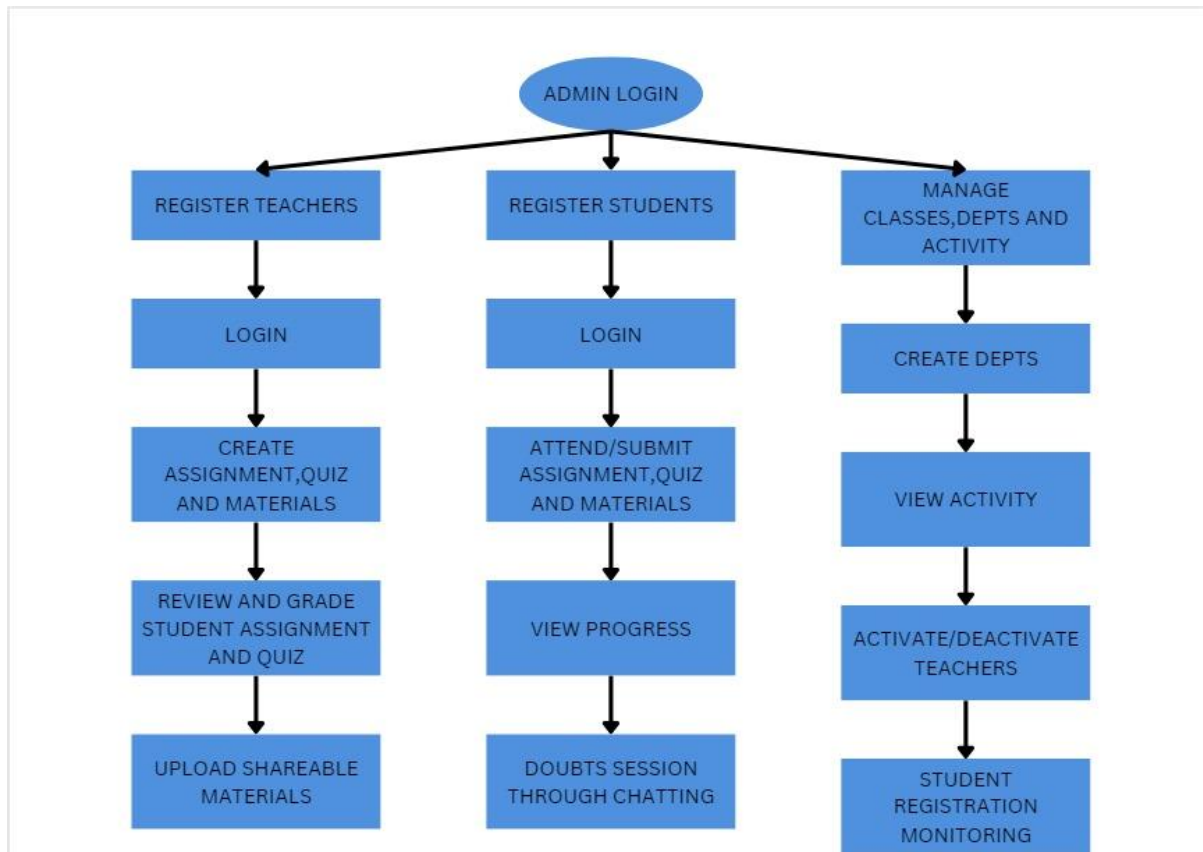 ADMIN LOGIN
REGISTER TEACHERS
LOGIN
CREATE
ASSIGNMENT,QUIZ
AND MATERIALS
REVIEW AND GRADE
STUDENT ASSIGNMENT
AND QUIZ
UPLOAD SHAREABLE
MATERIALS
REGISTER STUDENTS
LOGIN
ATTEND/SUBMIT
ASSIGNMENT,QUIZ
AND MATERIALS
VIEW PROGRESS
DOUBTS SESSION
THROUGH CHATTING
MANAGE
CLASSES,DEPTS AND
ACTIVITY
CREATE DEPTS
VIEW ACTIVITY
ACTIVATE/DEACTIVATE
TEACHERS
STUDENT
REGISTRATION
MONITORING